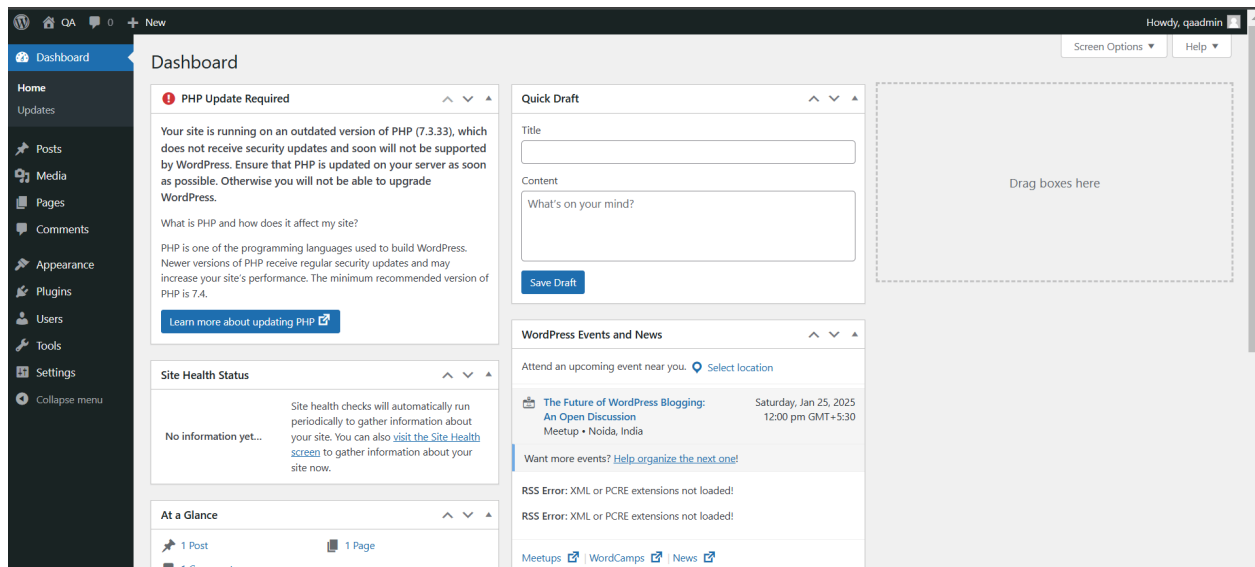 QA 0 New
Howdy, qaadmin
Screen Options ▼
Help ▼
Dashboard
Home
Updates
Posts
Media
Pages
Comments
Appearance
Plugins
Users
Tools
Settings
Collapse menu
Dashboard
PHP Update Required
Your site is running on an outdated version of PHP (7.3.33), which
does not receive security updates and soon will not be supported
by WordPress. Ensure that PHP is updated on your server as soon
as possible. Otherwise you will not be able to upgrade
WordPress.
What is PHP and how does it affect my site?
PHP is one of the programming languages used to build WordPress.
Newer versions of PHP receive regular security updates and may
increase your site's performance. The minimum recommended version of
PHP is 7.4.
Learn more about updating PHP
Site Health Status
No information yet...
Site health checks will automatically run
periodically to gather information about
your site. You can also visit the Site Health
screen to gather information about your
site now.
At a Glance
1 Post
1 Page
Quick Draft
Title
Content
What's on your mind?
Save Draft
WordPress Events and News
Attend an upcoming event near you. Select location
The Future of WordPress Blogging:
An Open Discussion
Meetup • Noida, India
Saturday, Jan 25, 2025
12:00 pm GMT+5:30
Want more events? Help organize the next one!
RSS Error: XML or PCRE extensions not loaded!
RSS Error: XML or PCRE extensions not loaded!
Meetups | WordCamps | News
Drag boxes here